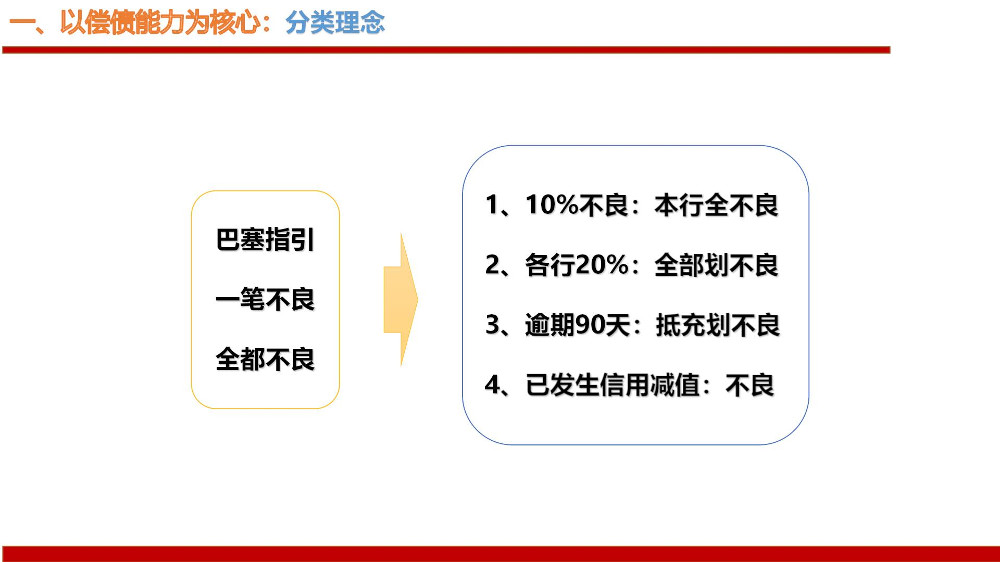 一、以偿债能力为核心：分类理念
巴塞指引
一笔不良
全都不良
1、10%不良：本行全不良
2、各行20%：全部划不良
3、逾期90天：抵充划不良
4、已发生信用减值：不良